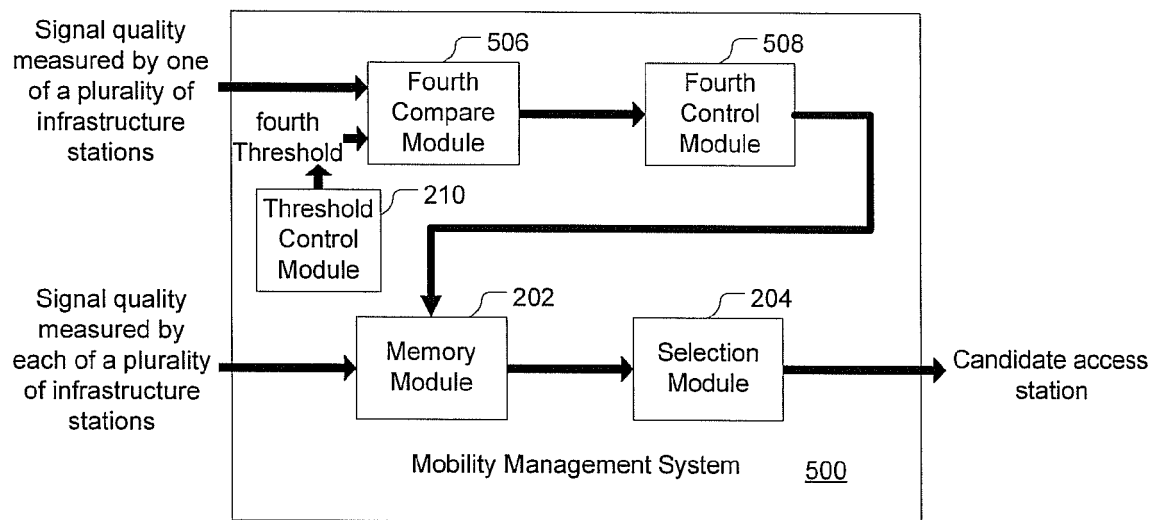 Signal quality
measured by one
of a plurality of
infrastructure
stations
506
Fourth
Compare
Module
508
Fourth
Control
Module
fourth
Threshold
210
Threshold
Control
Module
Signal quality
measured by
each of a plurality
of infrastructure
stations
202
Memory
Module
204
Selection
Module
Candidate access
station
Mobility Management System
500